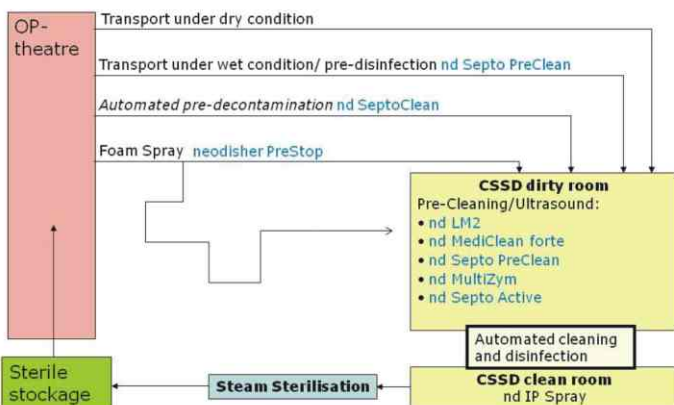 OP-
theatre
Transport under dry condition
Transport under wet condition/ pre-disinfection nd Septo PreClean
Automated pre-decontamination nd SeptoClean
Foam Spray neodisher PreStop
CSSD dirty room
Pre-Cleaning/Ultrasound:
• nd LM2
• nd MediClean forte
• nd Septo PreClean
• nd MultiZym
• nd Septo Active
Automated cleaning
and disinfection
CSSD clean room
nd IP Spray
Steam Sterilisation
Sterile
stockage